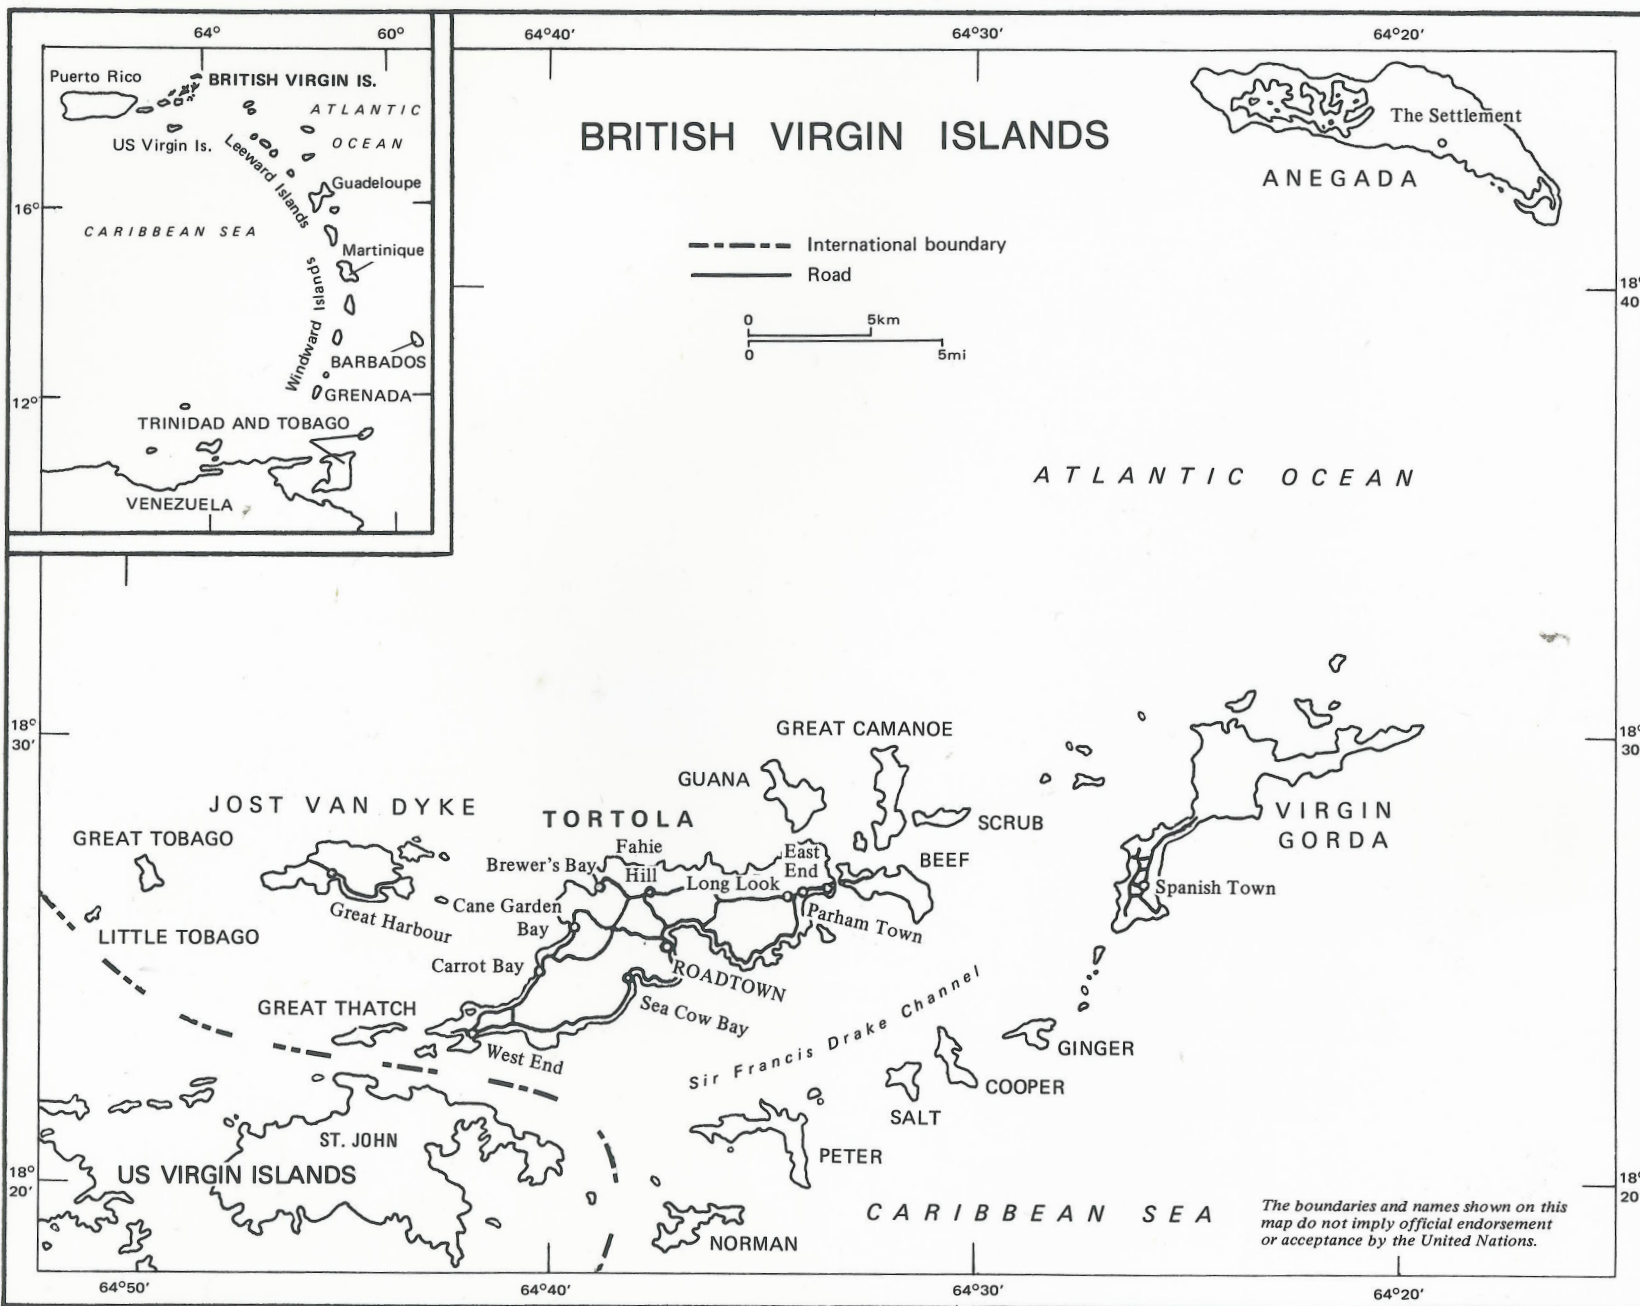 64°
60°
64°40'
64°30'
64°20'
Puerto Rico
BRITISH VIRGIN IS.
ATLANTIC
OCEAN
US Virgin Is.
Leeward Islands
Guadeloupe
16°
CARIBBEAN SEA
Martinique
Windward Islands
BARBADOS
GRENADA
12°
TRINIDAD AND TOBAGO
VENEZUELA
BRITISH VIRGIN ISLANDS
The Settlement
ANEGADA
International boundary
Road
0 5km
0 5mi
18°
40
ATLANTIC OCEAN
18°
30'
18°
30
GREAT CAMANOE
GUANA
SCRUB
BEEF
JOST VAN DYKE
TORTOLA
VIRGIN
GORDA
GREAT TOBAGO
LITTLE TOBAGO
Great Harbour
Fahie
Hill
Brewer's Bay
East
End
Long Look
Cane Garden
Bay
Parham Town
Spanish Town
Carrot Bay
ROADTOWN
Sea Cow Bay
GREAT THATCH
West End
Sir Francis Drake Channel
GINGER
COOPER
SALT
PETER
ST. JOHN
US VIRGIN ISLANDS
NORMAN
CARIBBEAN SEA
18°
20'
18°
20
The boundaries and names shown on this
map do not imply official endorsement
or acceptance by the United Nations.
64°50'
64°40'
64°30'
64°20'